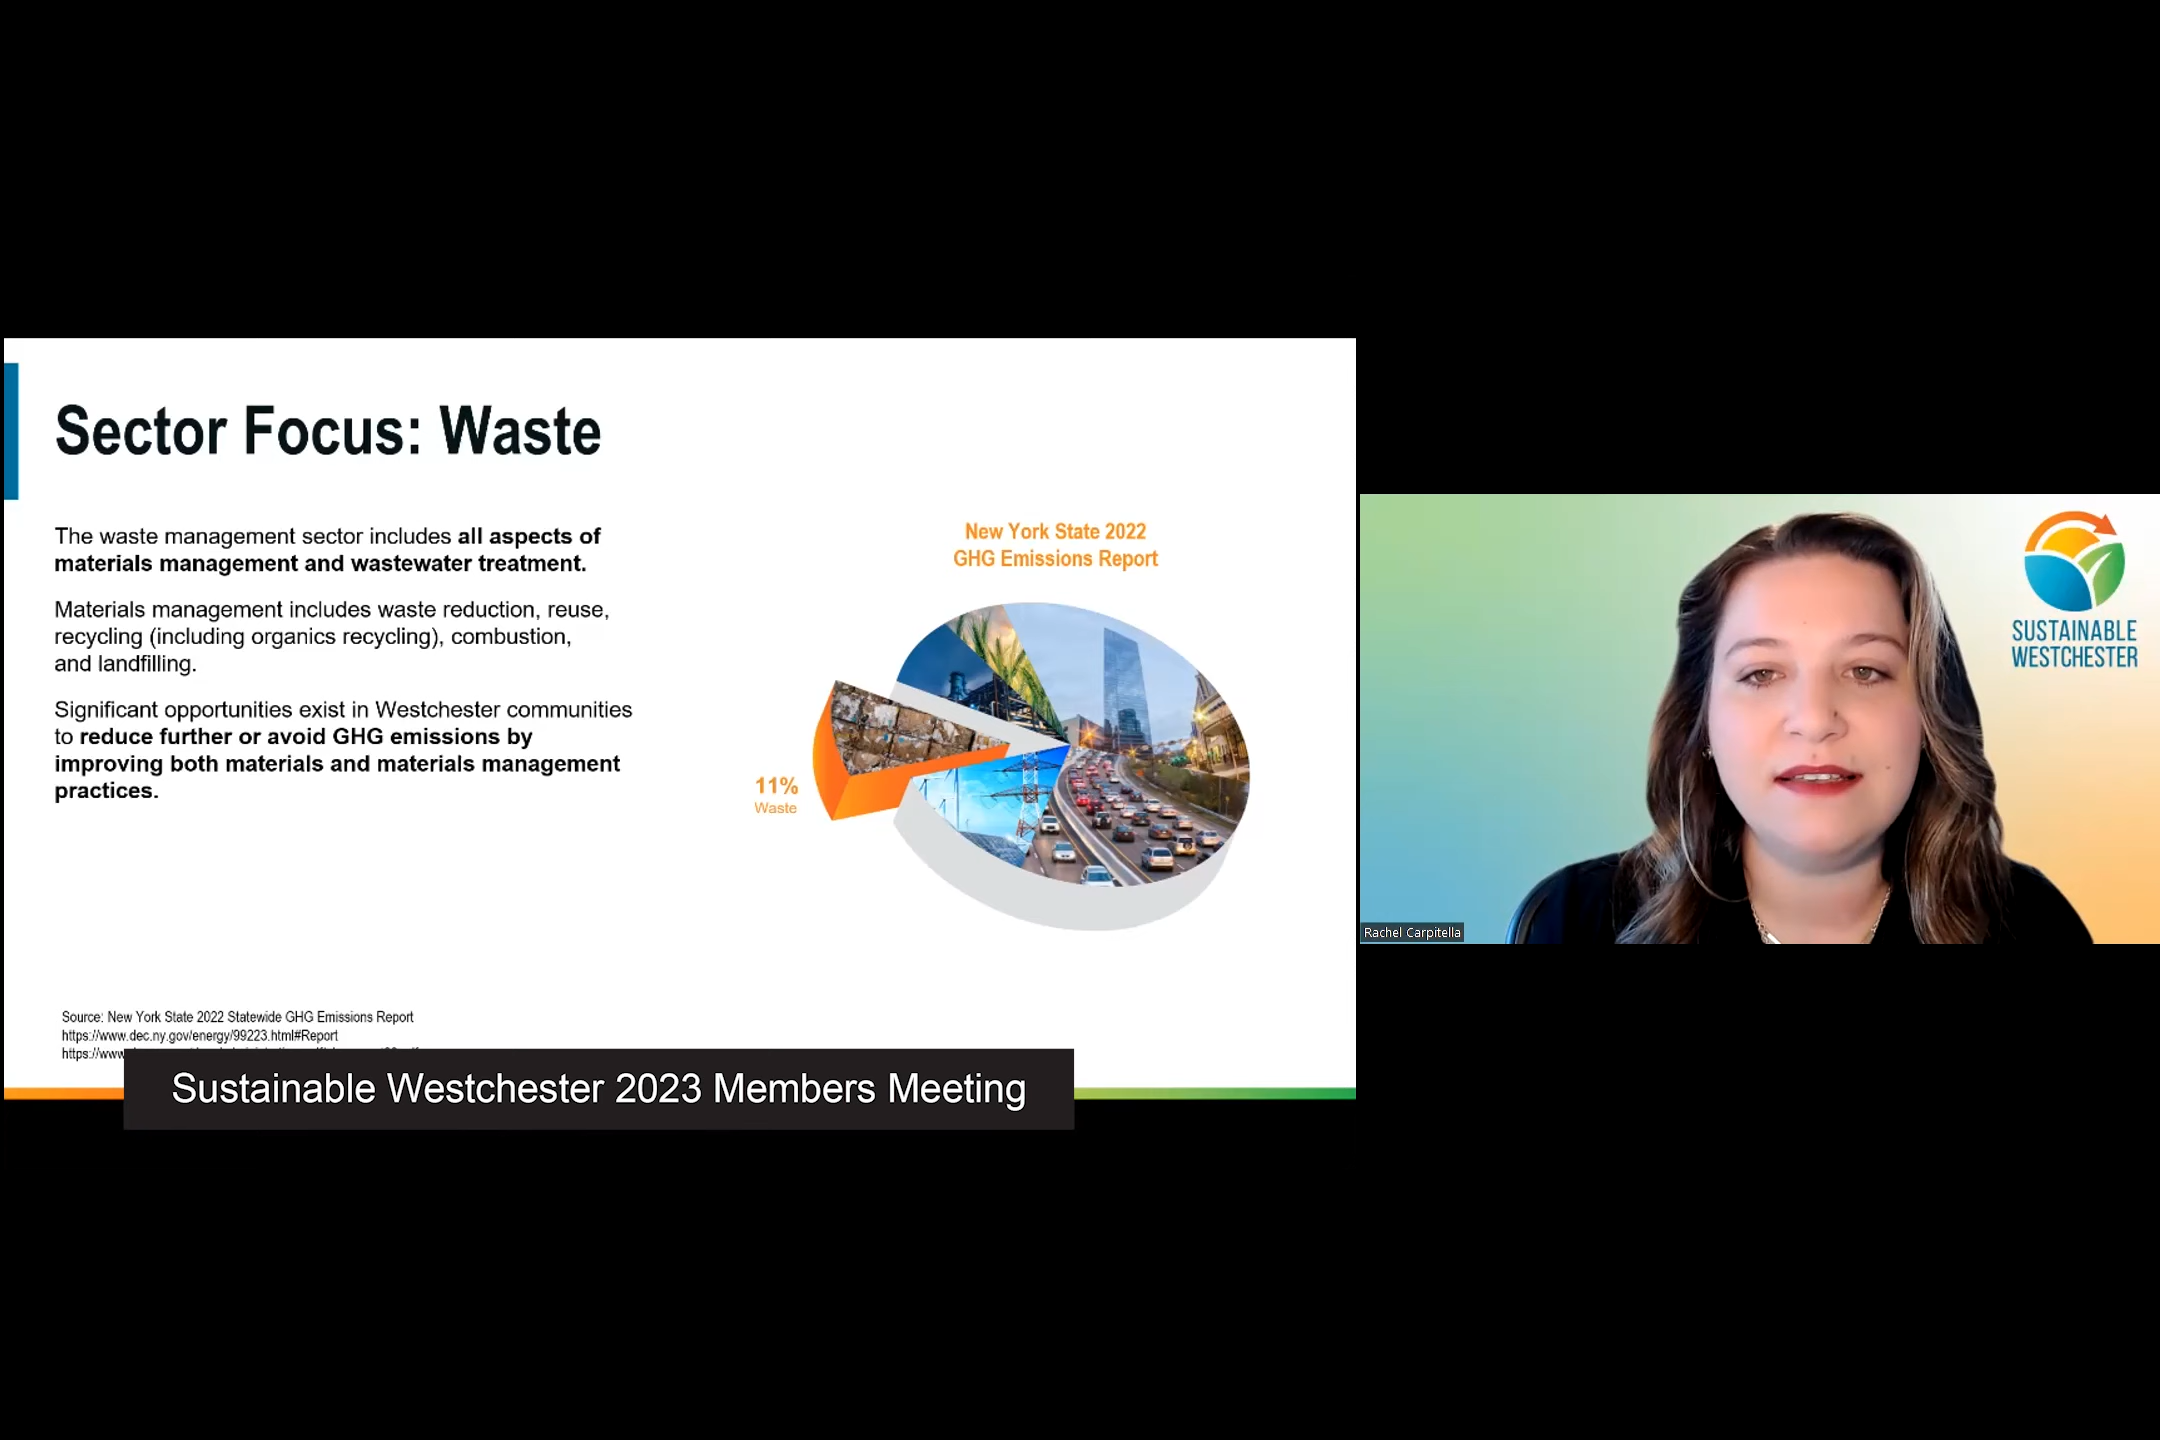 Sector Focus: Waste
The waste management sector includes all aspects of
materials management and wastewater treatment.
Materials management includes waste reduction, reuse,
recycling (including organics recycling), combustion,
and landfilling.
Significant opportunities exist in Westchester communities
to reduce further or avoid GHG emissions by
improving both materials and materials management
practices.
New York State 2022
GHG Emissions Report
11%
Waste
Source: New York State 2022 Statewide GHG Emissions Report
https://www.dec.ny.gov/energy/99223.html#Report
https://www.
Sustainable Westchester 2023 Members Meeting
SUSTAINABLE
WESTCHESTER
Rachel Carpitella